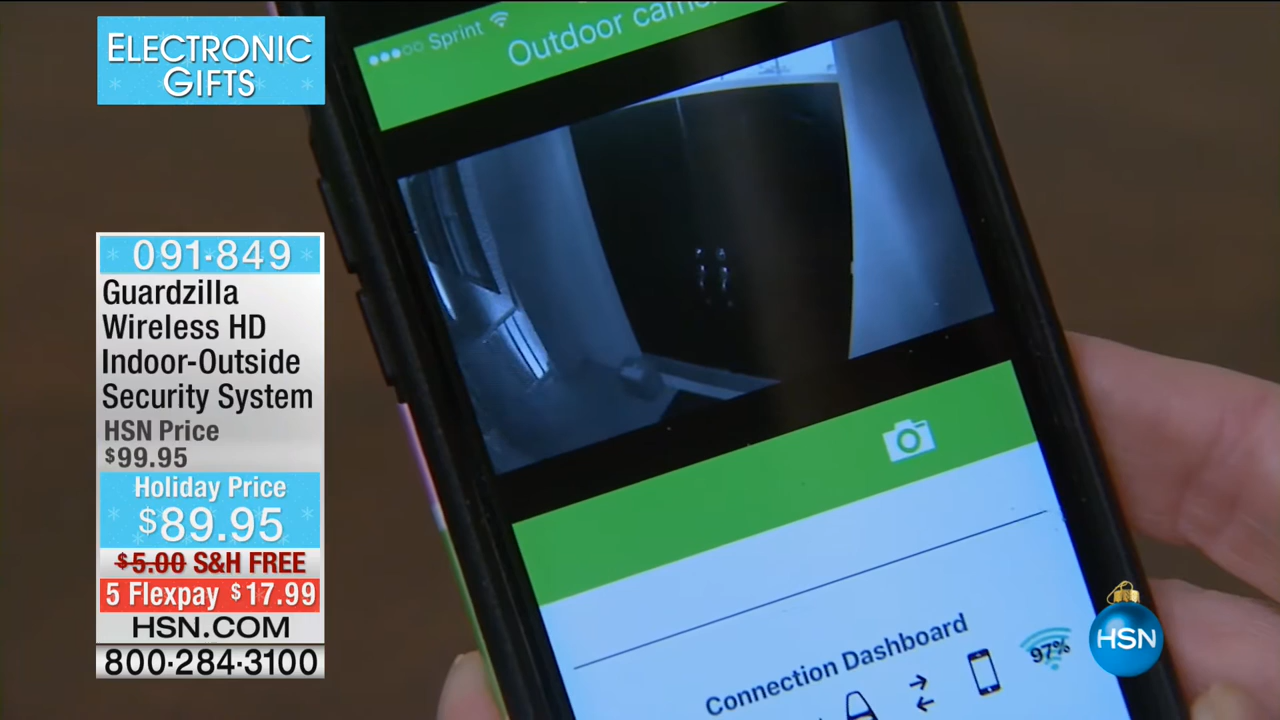 ELECTRONIC
GIFTS
091·849
Guardzilla
Wireless HD
Indoor-Outside
Security System
HSN Price
$99.95
Holiday Price
$89.95
$5.00 S&H FREE
5 Flexpay $17.99
HSN.COM
800·284·3100
Sprint
Outdoor
Connection Dashboard
97%
HSN